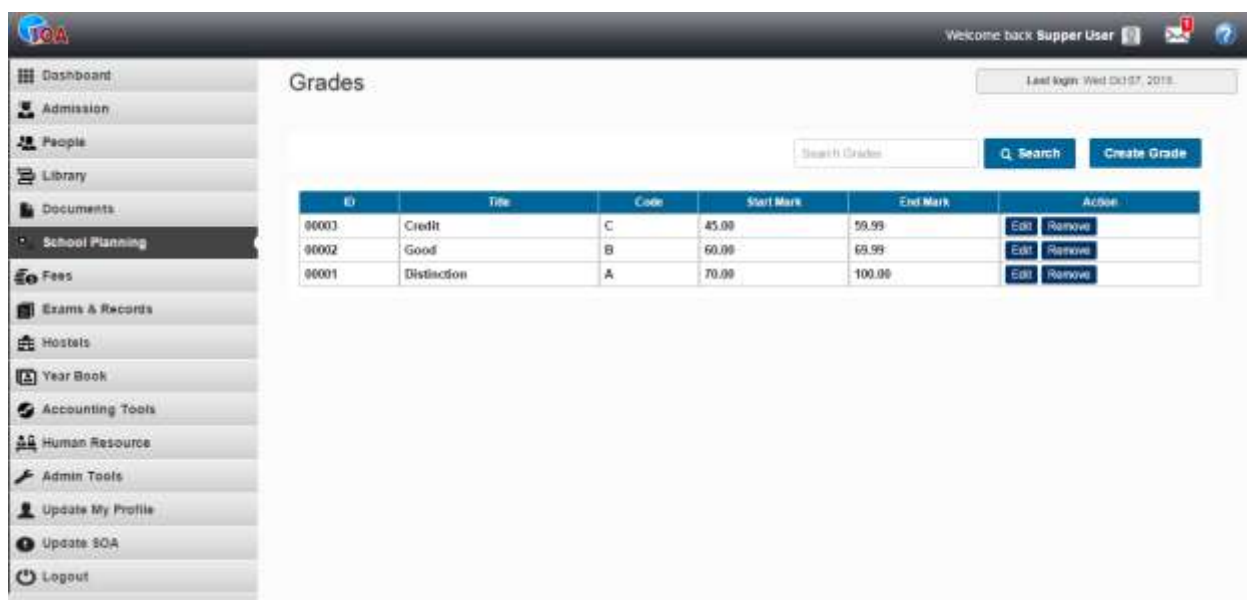 SOA
Welcome back Supper User
1
?
Dashboard
Admission
People
Library
Documents
School Planning
Fees
Exams & Records
Hostels
Year Book
Accounting Tools
Human Resource
Admin Tools
Update My Profile
Update SOA
Logout
Grades
Last login: Wed Oct 07,
Search Grades
Search
Create Grade
ID Title Code Start Mark End Mark Action
00003 Credit C 45.00 59.99 Edit Remove
00002 Good B 60.00 69.99 Edit Remove
00001 Distinction A 70.00 100.00 Edit Remove